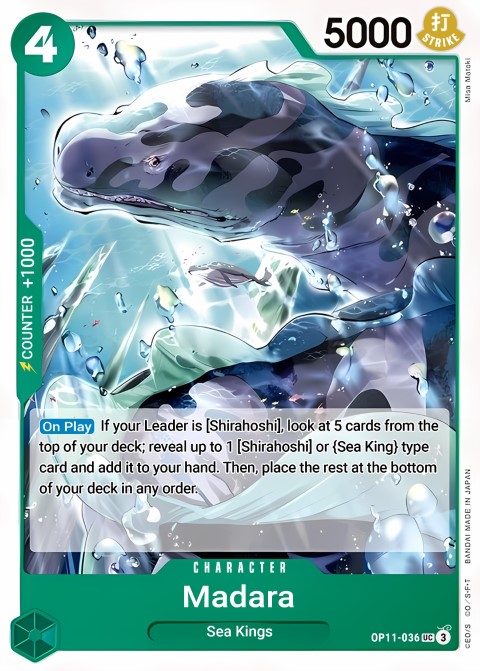 4
5000
打
STRIKE
Misa Matoki
COUNTER +1000
On Play If your Leader is [Shirahoshi], look at 5 cards from the
top of your deck; reveal up to 1 [Shirahoshi] or {Sea King} type
card and add it to your hand. Then, place the rest at the bottom
of your deck in any order.
©E.O/S ©O/S・F・T BANDAI MADE IN JAPAN
CHARACTER
Madara
Sea Kings
OP11-036 UC 3